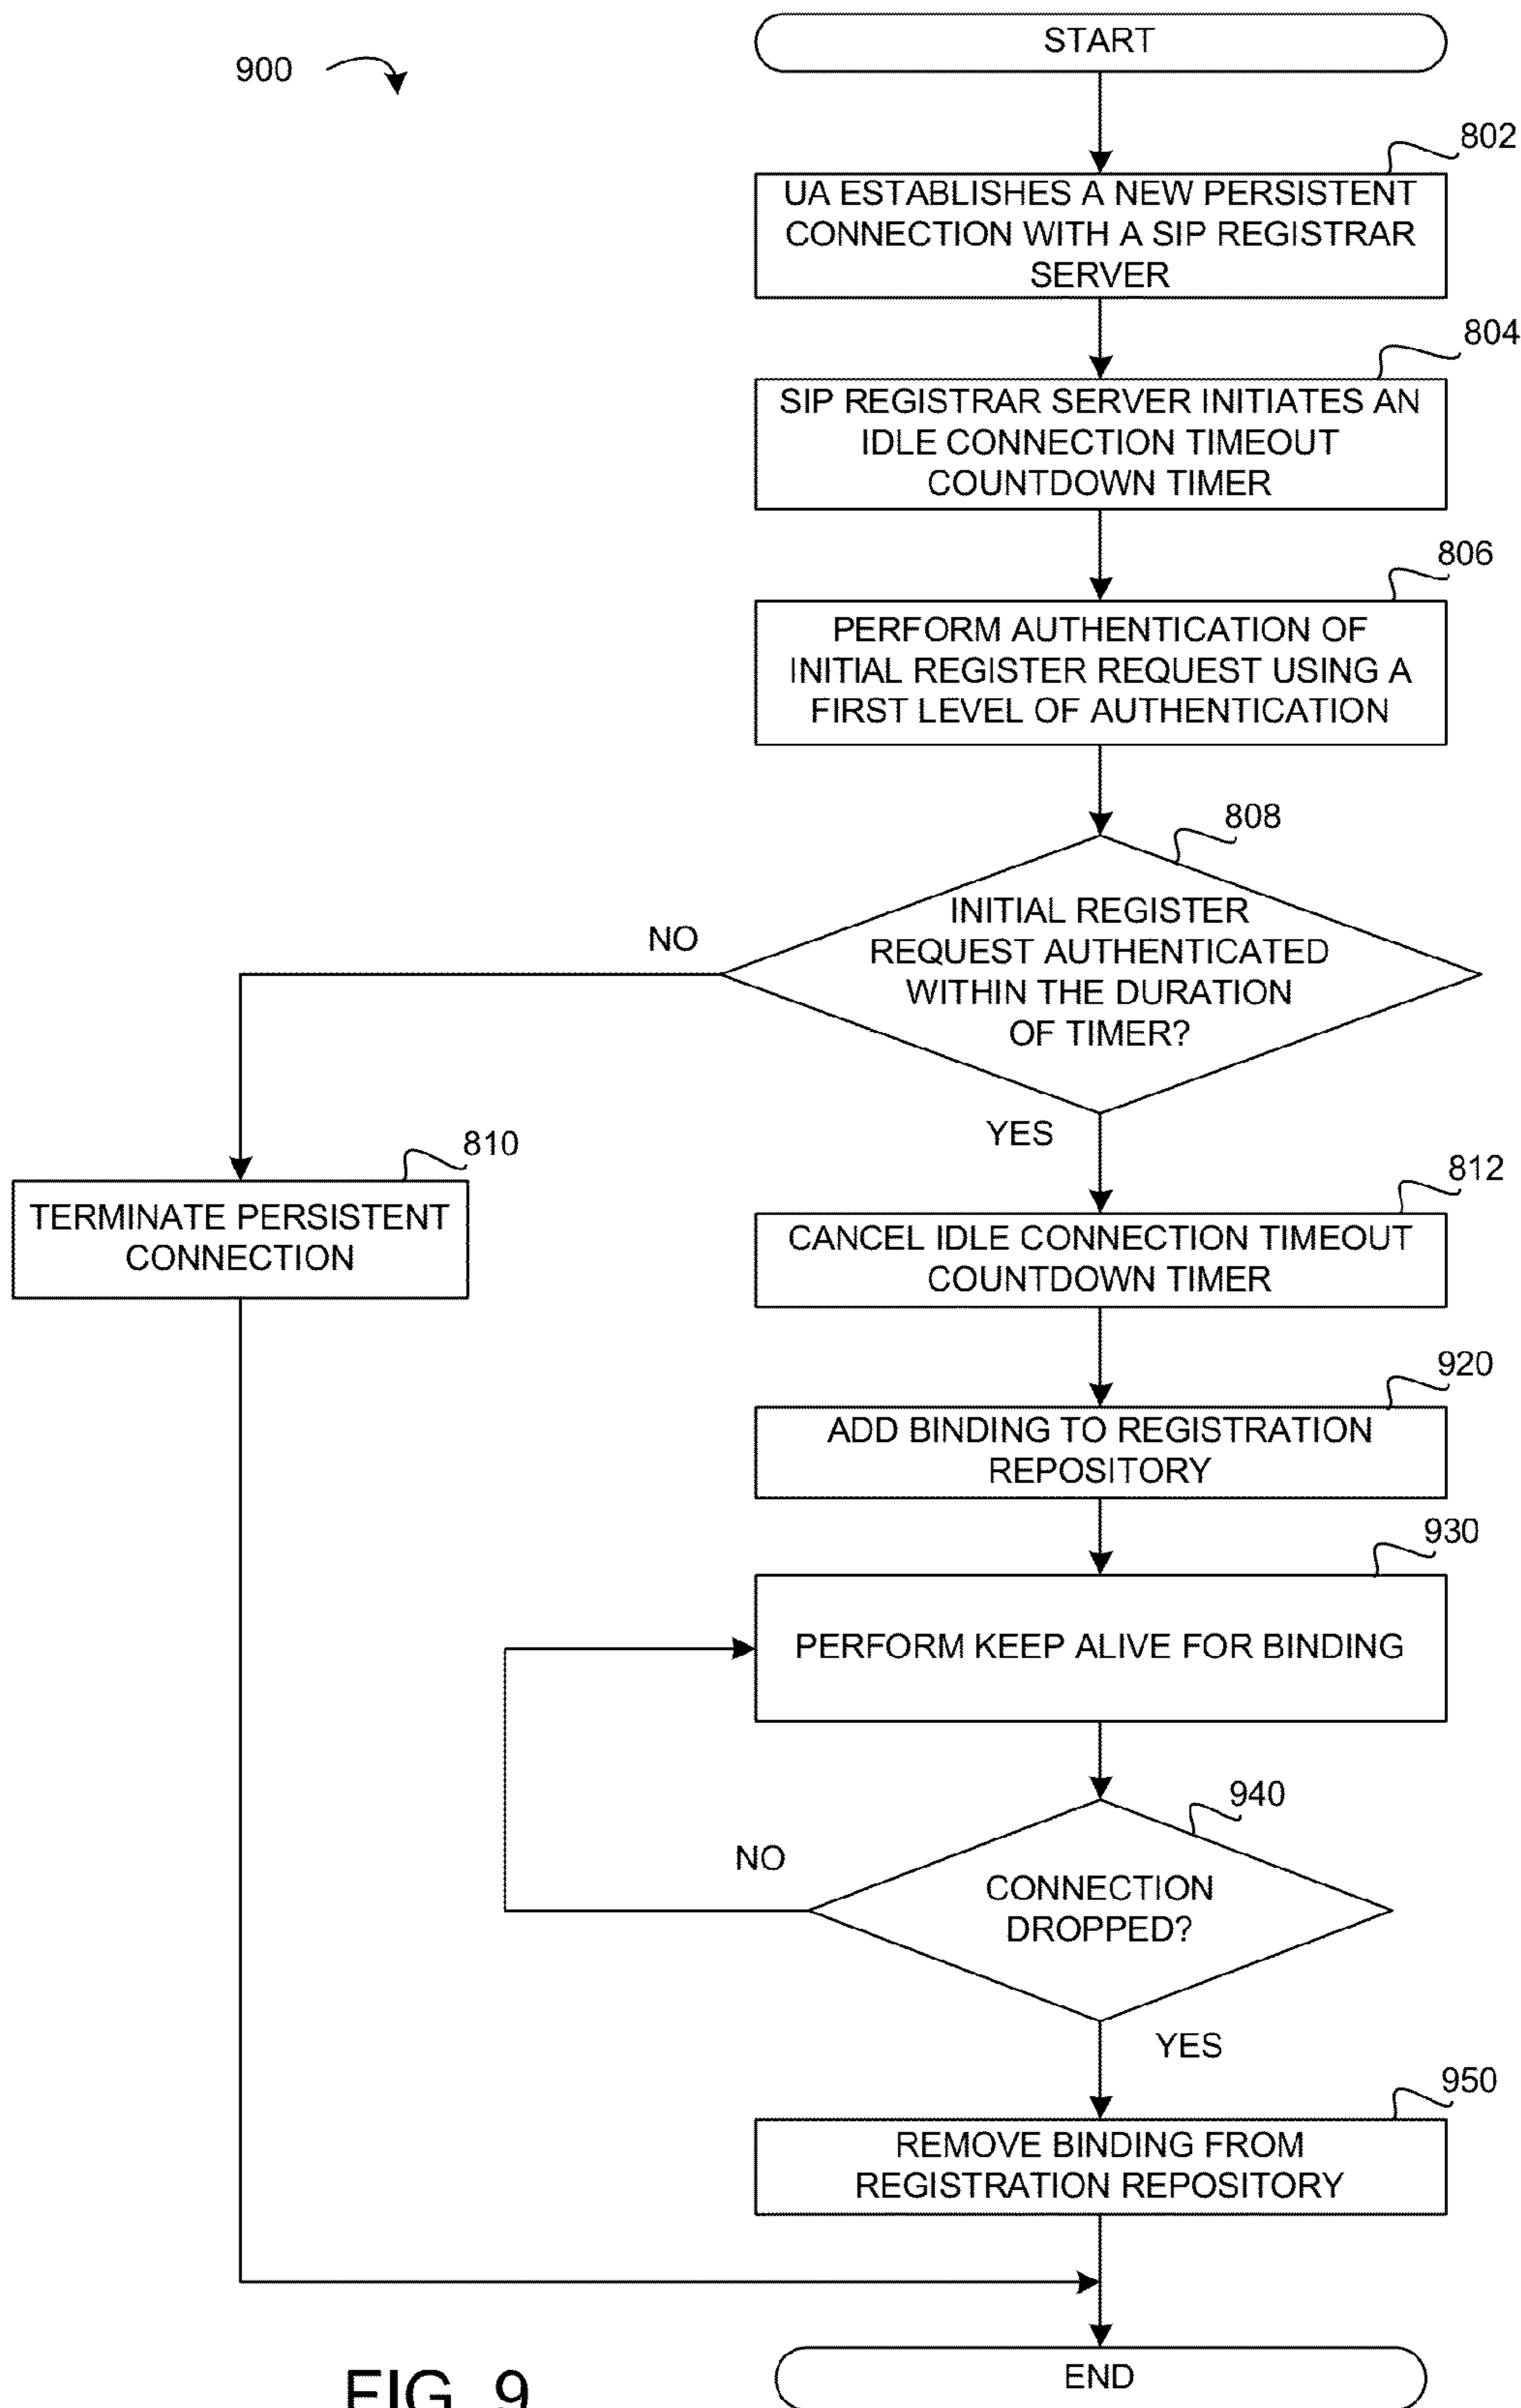 START
900
802
UA ESTABLISHES A NEW PERSISTENT
CONNECTION WITH A SIP REGISTRAR
SERVER
804
SIP REGISTRAR SERVER INITIATES AN
IDLE CONNECTION TIMEOUT
COUNTDOWN TIMER
806
PERFORM AUTHENTICATION OF
INITIAL REGISTER REQUEST USING A
FIRST LEVEL OF AUTHENTICATION
808
INITIAL REGISTER
REQUEST AUTHENTICATED
WITHIN THE DURATION
OF TIMER?
NO
YES
810
TERMINATE PERSISTENT
CONNECTION
812
CANCEL IDLE CONNECTION TIMEOUT
COUNTDOWN TIMER
920
ADD BINDING TO REGISTRATION
REPOSITORY
930
PERFORM KEEP ALIVE FOR BINDING
940
NO
CONNECTION
DROPPED?
YES
950
REMOVE BINDING FROM
REGISTRATION REPOSITORY
END
FIG. 9